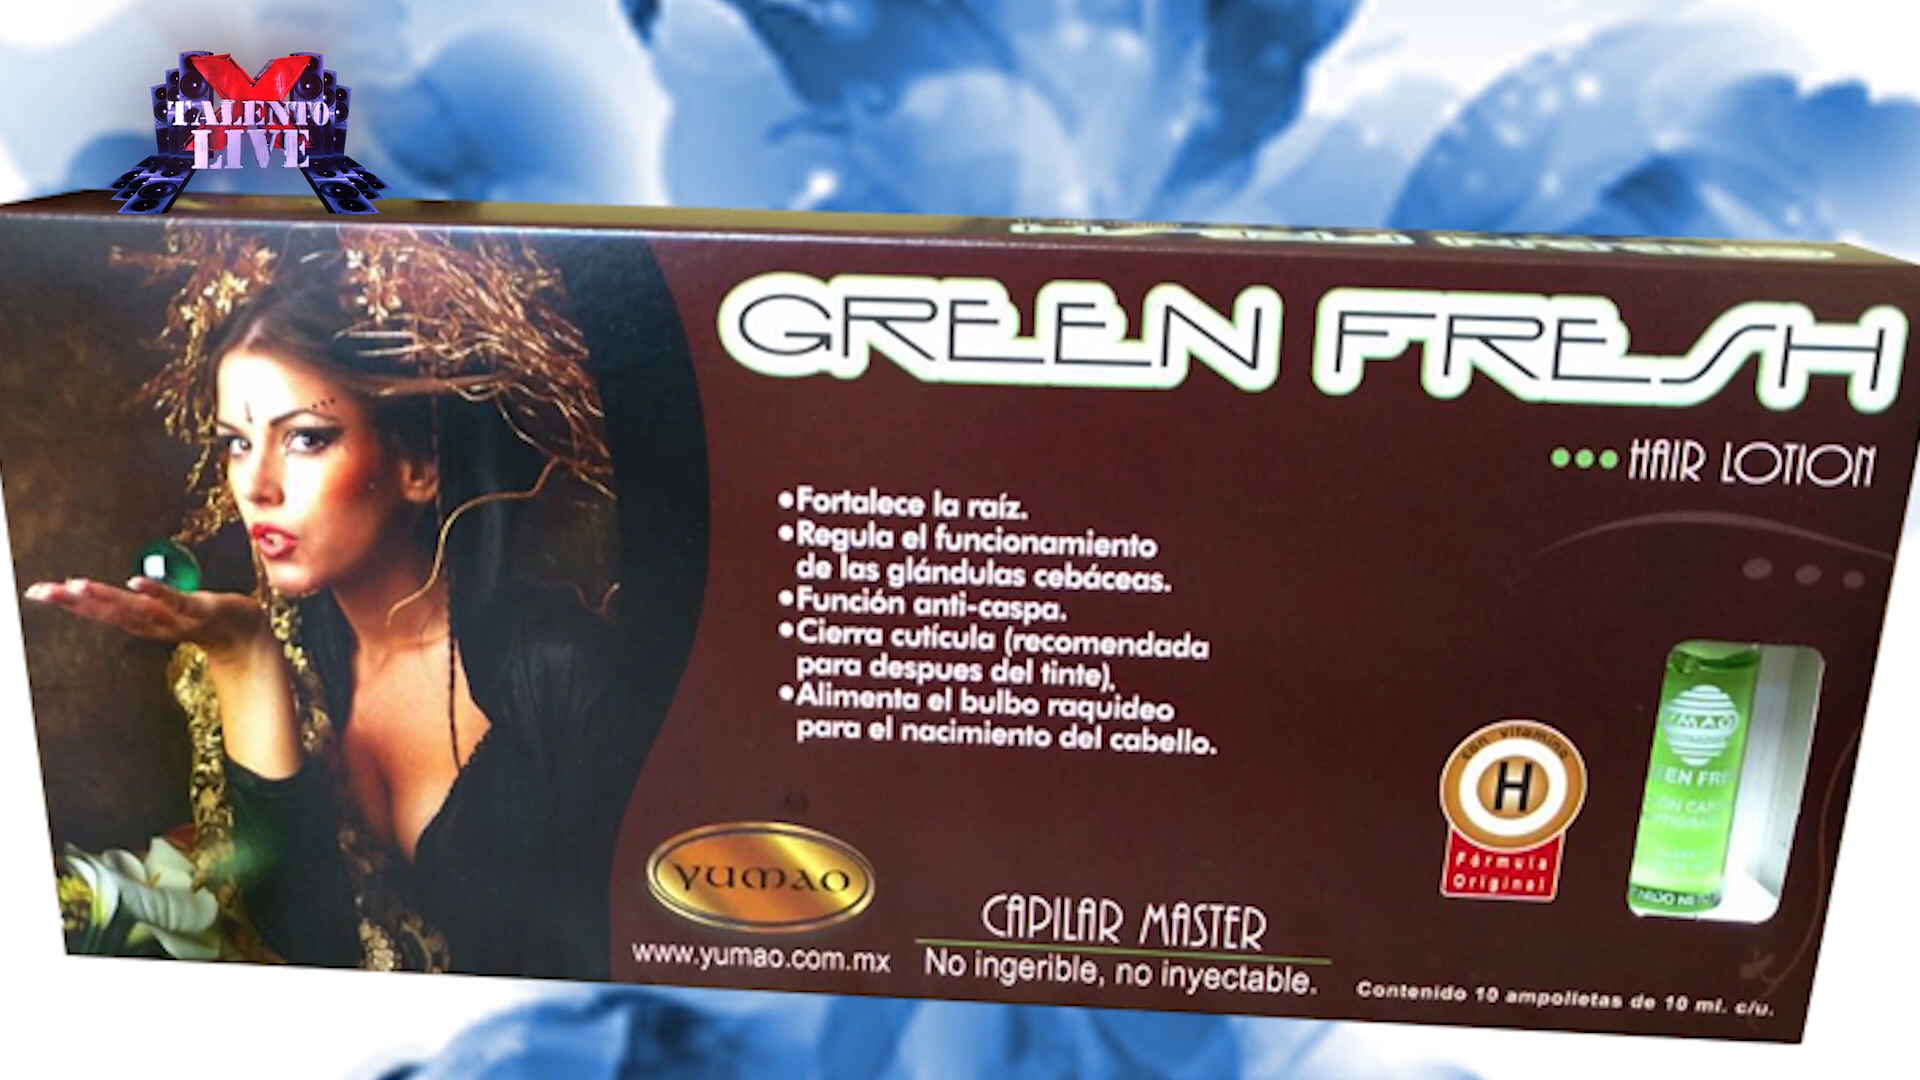 TALENTO
LIVE
GREEN FRESH
HAIR LOTION
•Fortalece la raíz.
•Regula el funcionamiento
de las glándulas cebáceas.
•Función anti-caspa.
•Cierra cutícula (recomendada
para despues del tinte).
•Alimenta el bulbo raquideo
para el nacimiento del cabello.
con vitamina
H
Fórmula
Original
YUMAO
www.yumao.com.mx
CAPILAR MASTER
No ingerible, no inyectable.
Contenido 10 ampolletas de 10 ml. c/u.